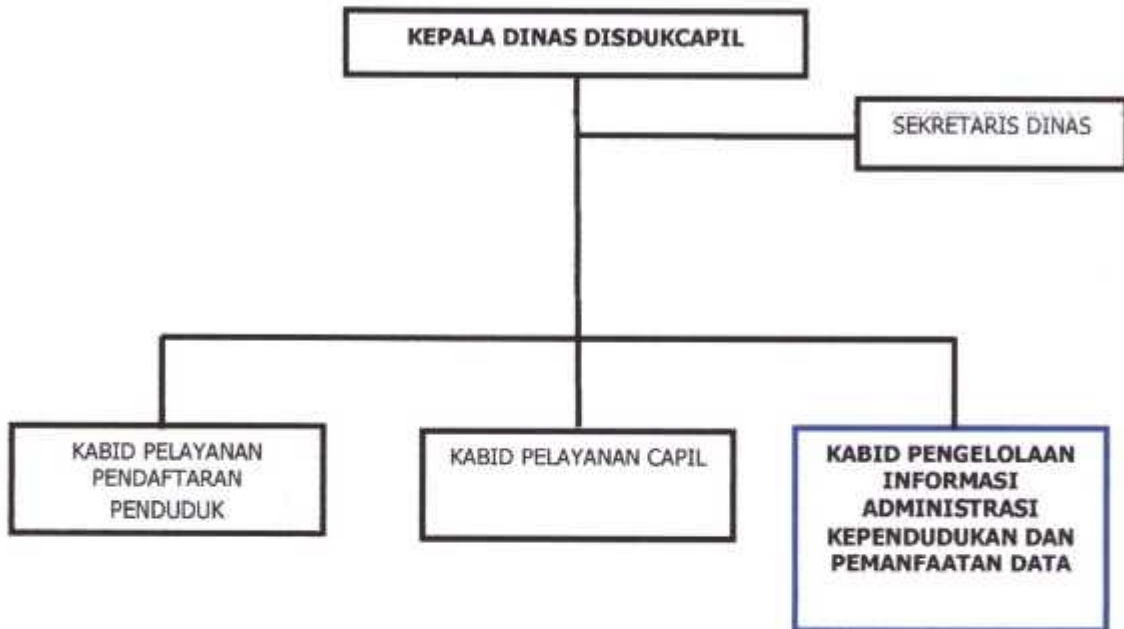 KEPALA DINAS DISDUKCAPIL
SEKRETARIS DINAS
KABID PELAYANAN
PENDAFTARAN
PENDUDUK
KABID PELAYANAN CAPIL
KABID PENGELOLAAN
INFORMASI
ADMINISTRASI
KEPENDUDUKAN DAN
PEMANFAATAN DATA